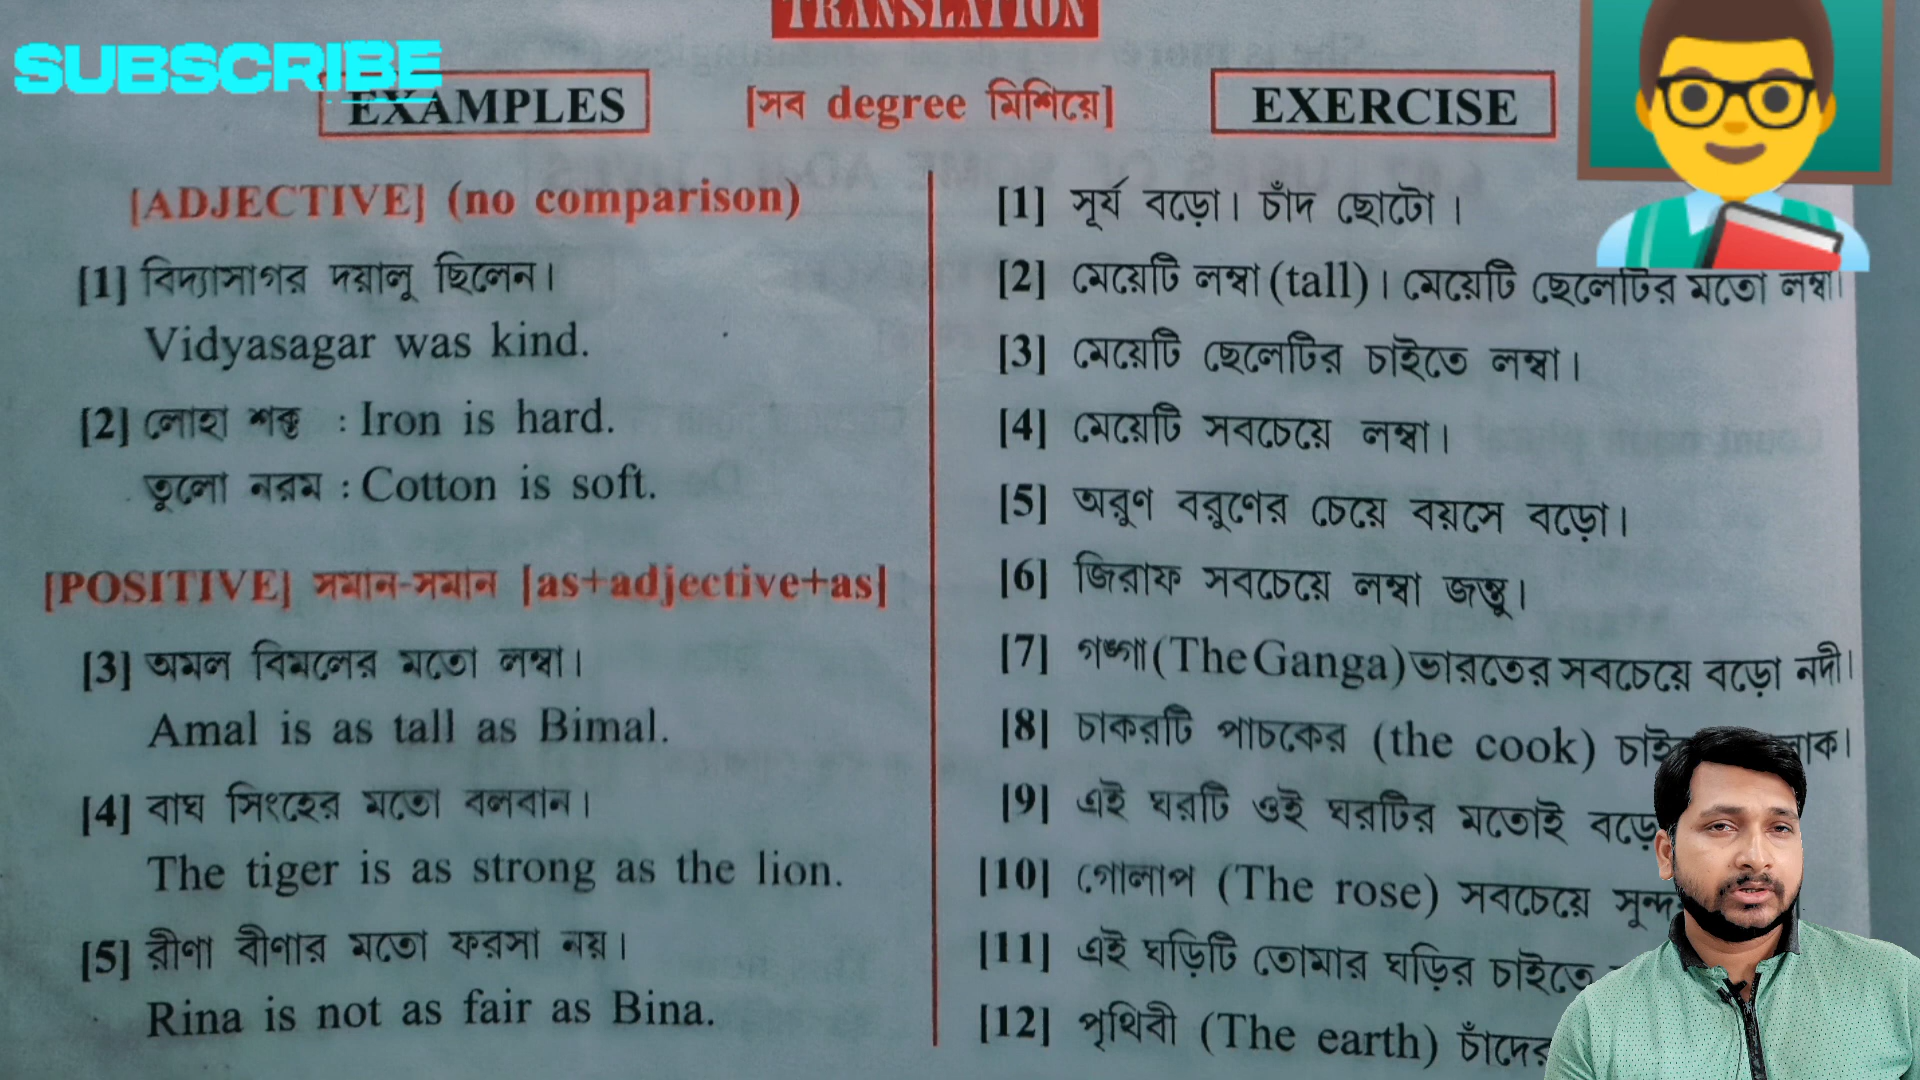 TRANSLATION
SUBSCRIBE
EXAMPLES
[সব degree মিশিয়ে]
EXERCISE
[ADJECTIVE] (no comparison)
[1] বিদ্যাসাগর দয়ালু ছিলেন।
Vidyasagar was kind.
[2] লোহা শক্ত : Iron is hard.
তুলো নরম : Cotton is soft.
[POSITIVE] সমান-সমান [as+adjective+as]
[3] অমল বিমলের মতো লম্বা।
Amal is as tall as Bimal.
[4] বাঘ সিংহের মতো বলবান।
The tiger is as strong as the lion.
[5] রীণা বীণার মতো ফরসা নয়।
Rina is not as fair as Bina.
[1] সূর্য বড়ো। চাঁদ ছোটো।
[2] মেয়েটি লম্বা (tall)। মেয়েটি ছেলেটির মতো লম্বা।
[3] মেয়েটি ছেলেটির চাইতে লম্বা।
[4] মেয়েটি সবচেয়ে লম্বা।
[5] অরুণ বরুণের চেয়ে বয়সে বড়ো।
[6] জিরাফ সবচেয়ে লম্বা জন্তু।
[7] গঙ্গা (The Ganga) ভারতের সবচেয়ে বড়ো নদী।
[8] চাকরটি পাচকের (the cook)
[9] এই ঘরটি ওই ঘরটির মতোই
[10] গোলাপ (The rose) সবচেয়ে
[11] এই ঘড়িটি তোমার ঘড়ির চাইতে
[12] পৃথিবী (The earth) চাঁদের